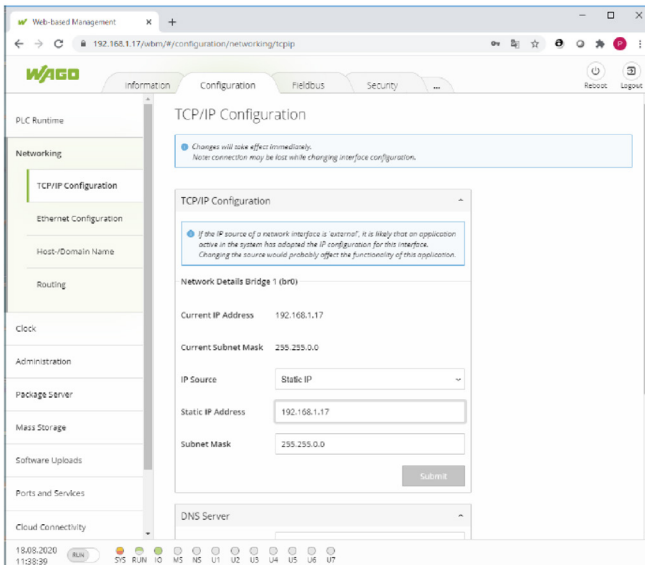 Web-based Management
192.168.1.17/wbm/#/configuration/networking/tcpip
P
WAGO
Information
Configuration
Fieldbus
Security
...
Reboot
Logout
PLC Runtime
Networking
TCP/IP Configuration
Ethernet Configuration
Host-/Domain Name
Routing
Clock
Administration
Package Server
Mass Storage
Software Uploads
Ports and Services
Cloud Connectivity
TCP/IP Configuration
Changes will take effect immediately.
Note: connection may be lost while changing interface configuration.
TCP/IP Configuration
If the IP source of a network interface is 'external', it is likely that an application
active in the system has adopted the IP configuration for this interface.
Changing the source would probably affect the functionality of this application.
Network Details Bridge 1 (br0)
Current IP Address 192.168.1.17
Current Subnet Mask 255.255.0.0
IP Source Static IP
Static IP Address 192.168.1.17
Subnet Mask 255.255.0.0
Submit
DNS Server
18.08.2020
11:38:39
RUN
SYS RUN IO MS NS U1 U2 U3 U4 U5 U6 U7